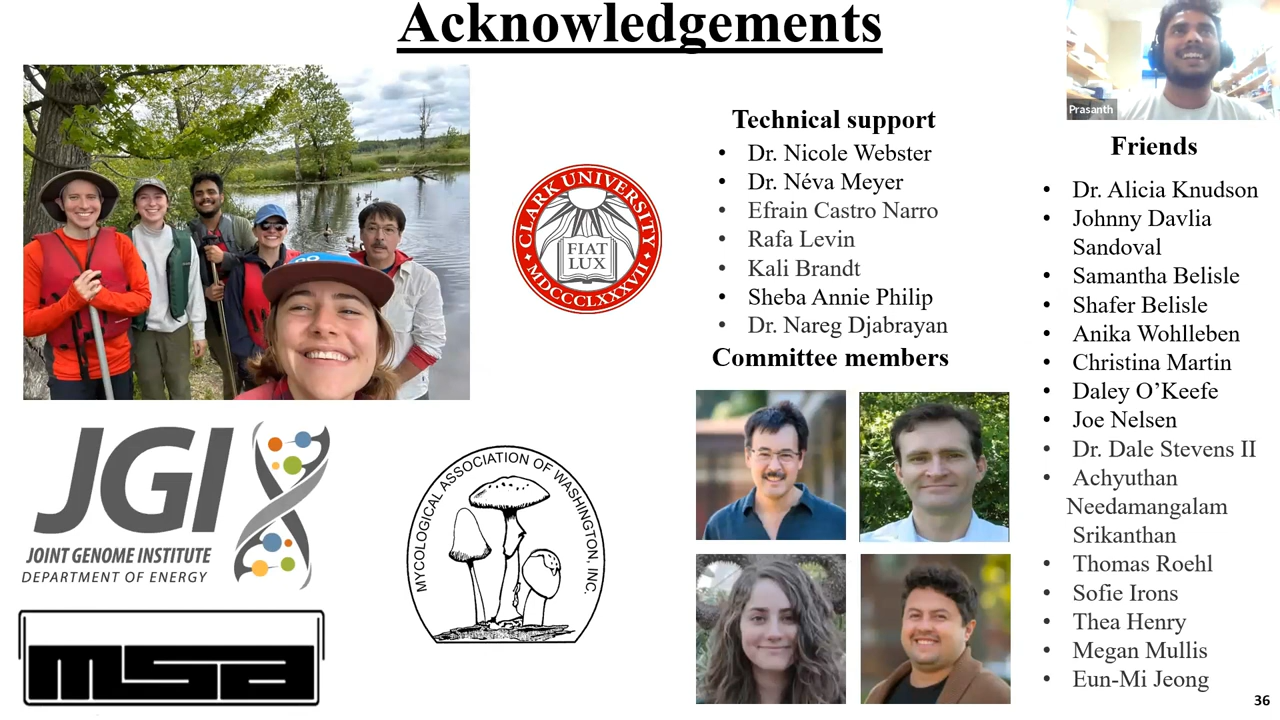 Acknowledgements
Prasanth
CLARK UNIVERSITY
FIAT
LUX
MDCCCLXXXVII
JGI
JOINT GENOME INSTITUTE
DEPARTMENT OF ENERGY
MYCOLOGICAL ASSOCIATION OF WASHINGTON, INC.
msa
Technical support
• Dr. Nicole Webster
• Dr. Néva Meyer
• Efrain Castro Narro
• Rafa Levin
• Kali Brandt
• Sheba Annie Philip
• Dr. Nareg Djabrayan
Committee members
Friends
• Dr. Alicia Knudson
• Johnny Davlia
Sandoval
• Samantha Belisle
• Shafer Belisle
• Anika Wohlleben
• Christina Martin
• Daley O’Keefe
• Joe Nelsen
• Dr. Dale Stevens II
• Achyuthan
Needamangalam
Srikanthan
• Thomas Roehl
• Sofie Irons
• Thea Henry
• Megan Mullis
• Eun-Mi Jeong
36